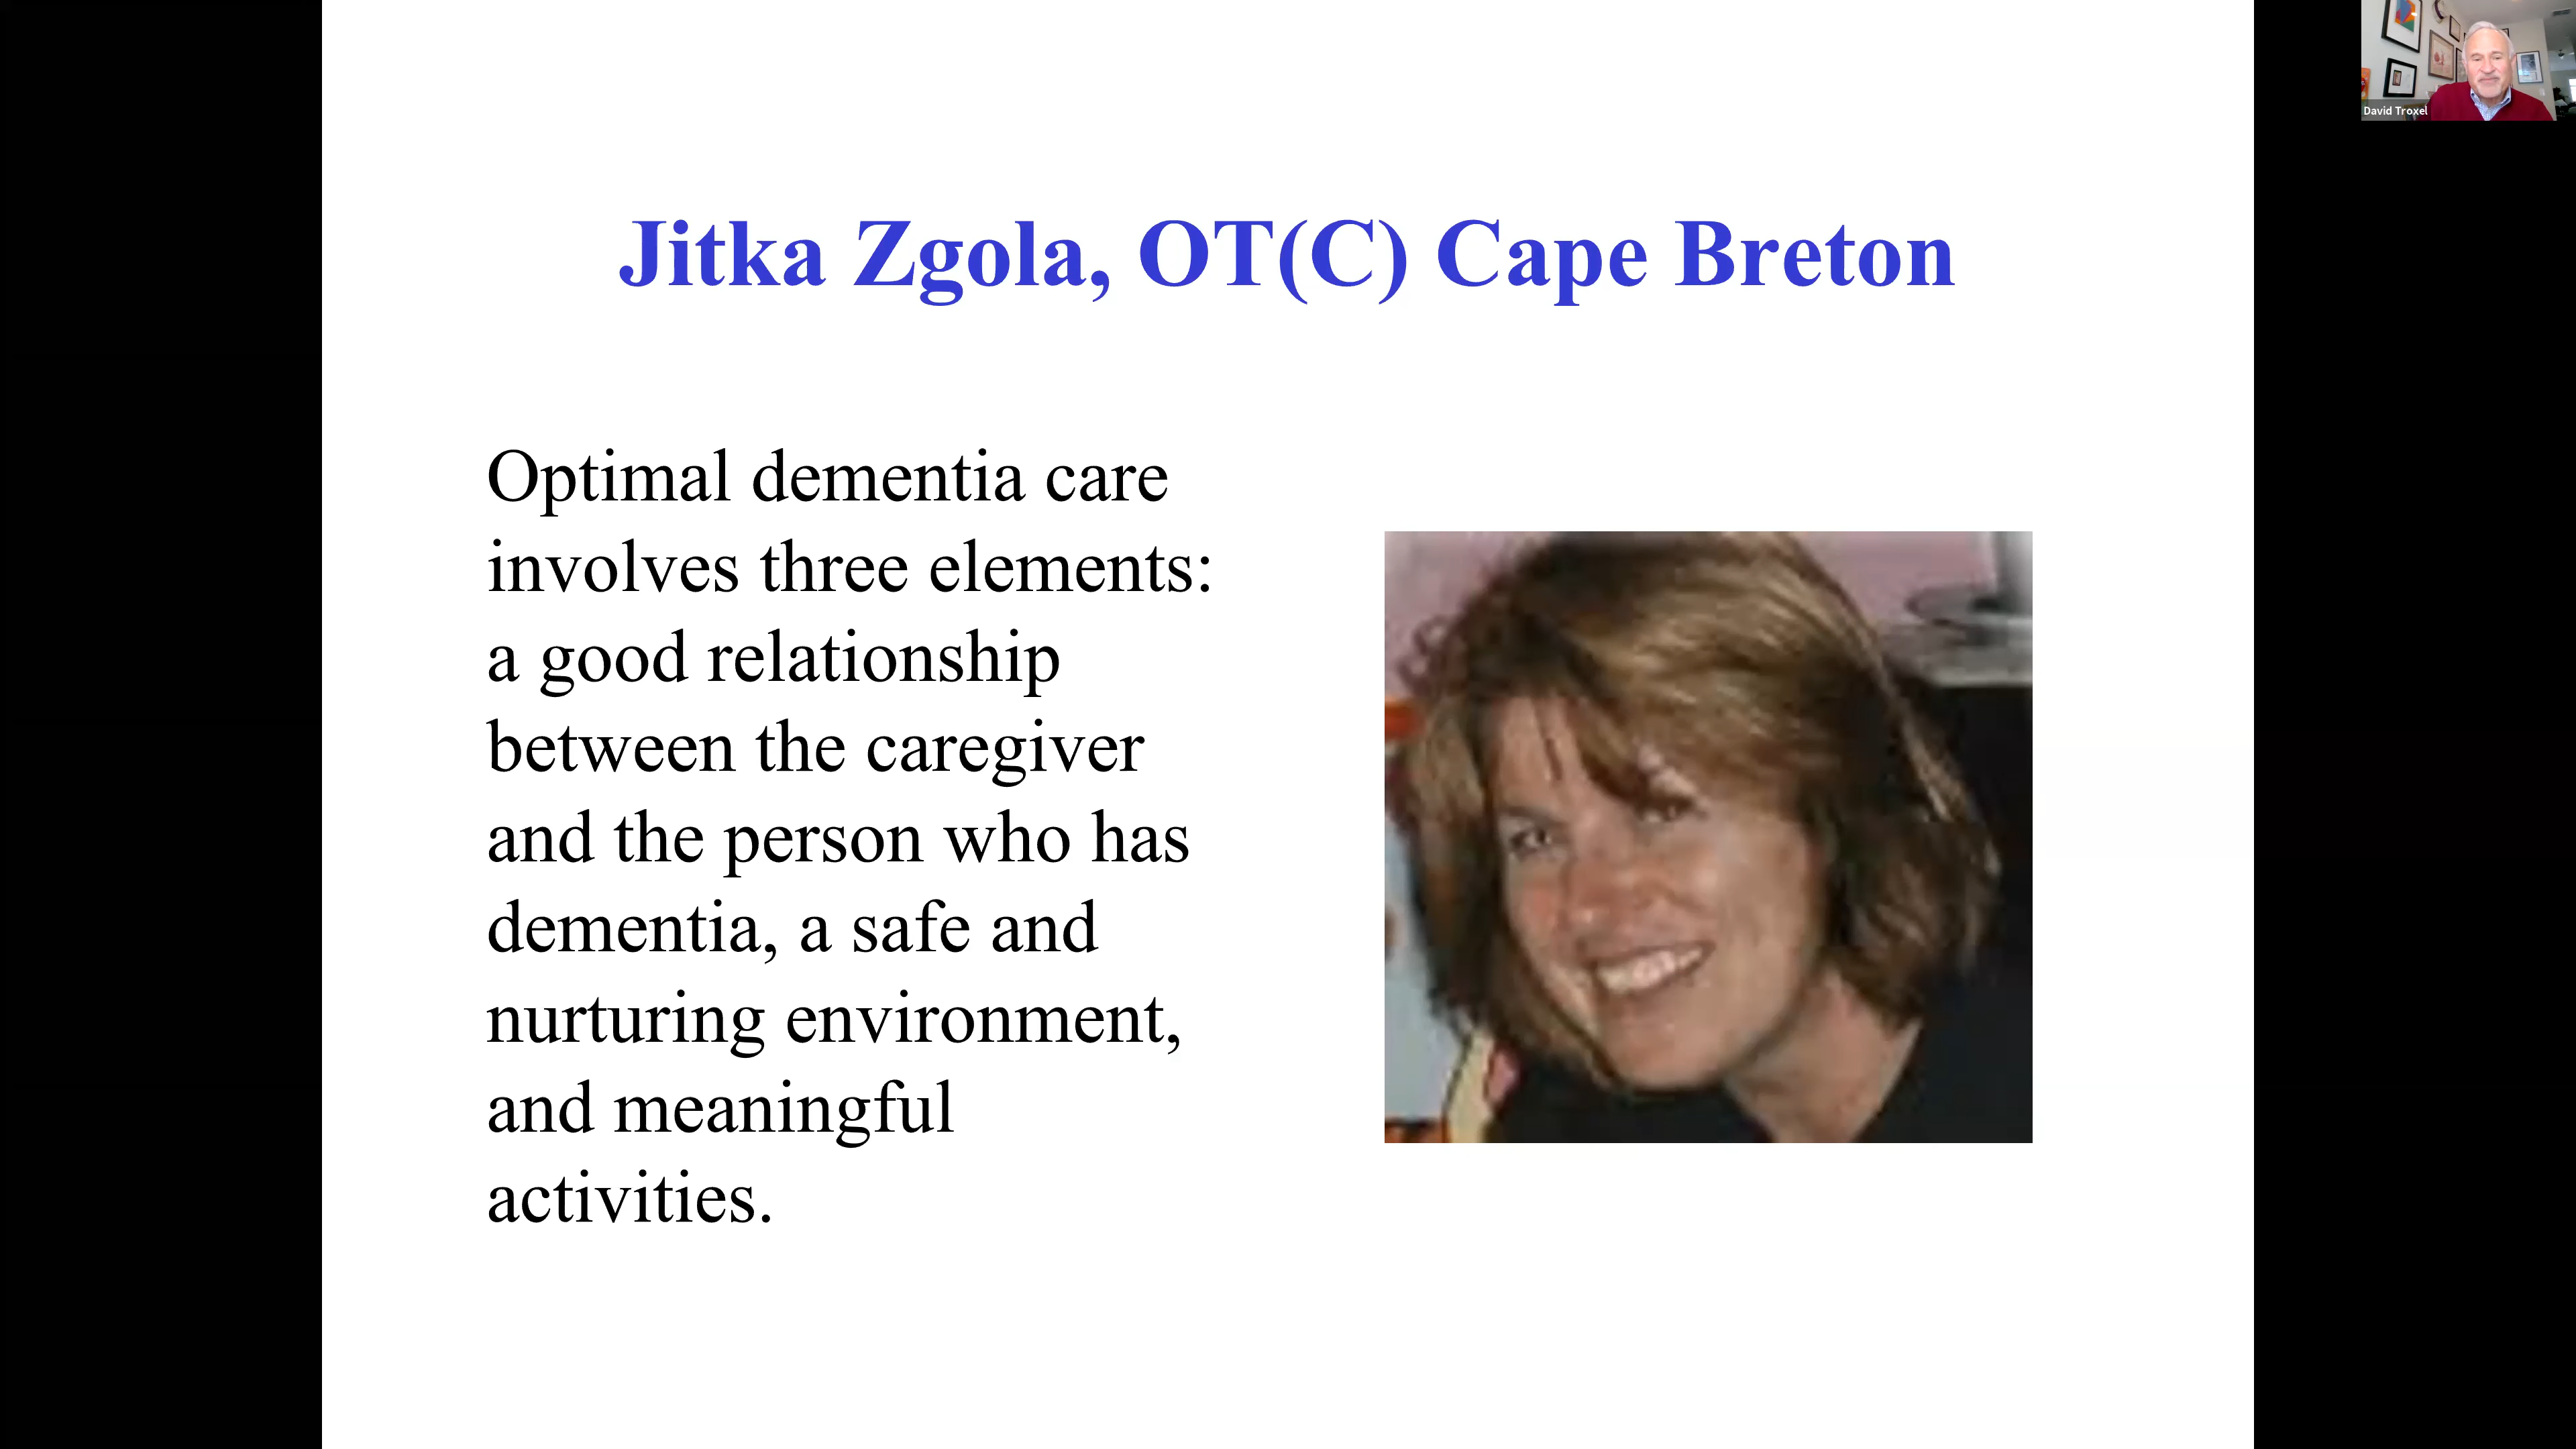 Jitka Zgola, OT(C) Cape Breton
Optimal dementia care
involves three elements:
a good relationship
between the caregiver
and the person who has
dementia, a safe and
nurturing environment,
and meaningful
activities.
David Troxel